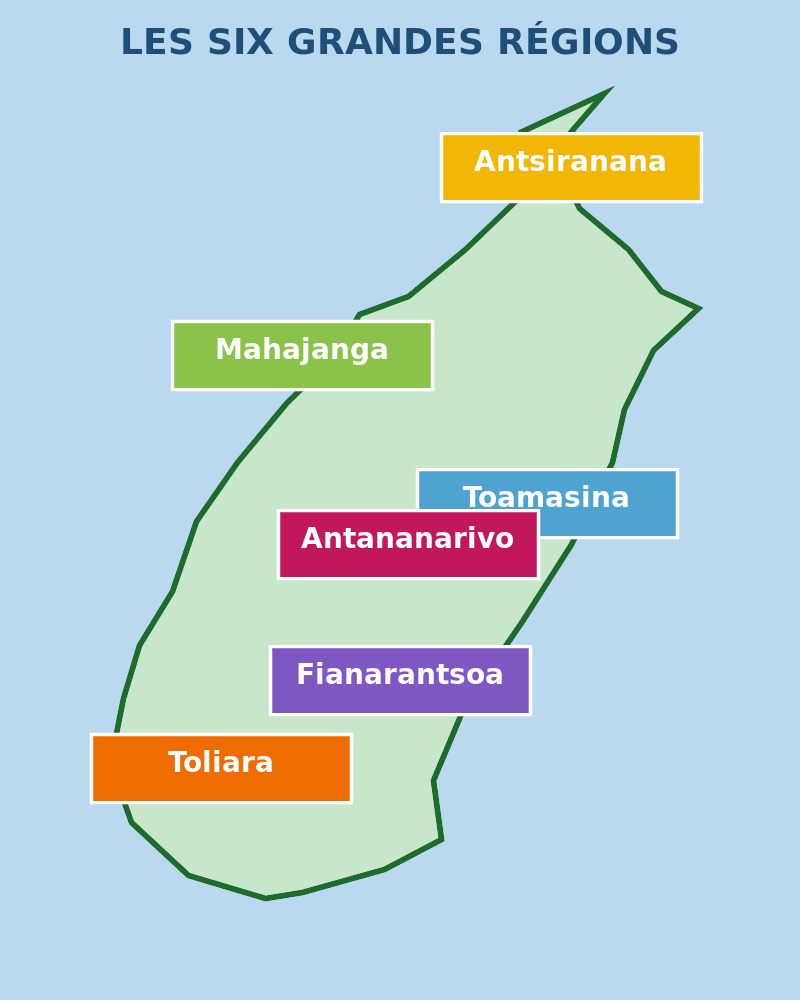 LES SIX GRANDES RÉGIONS
Antsiranana
Mahajanga
Toamasina
Antananarivo
Fianarantsoa
Toliara